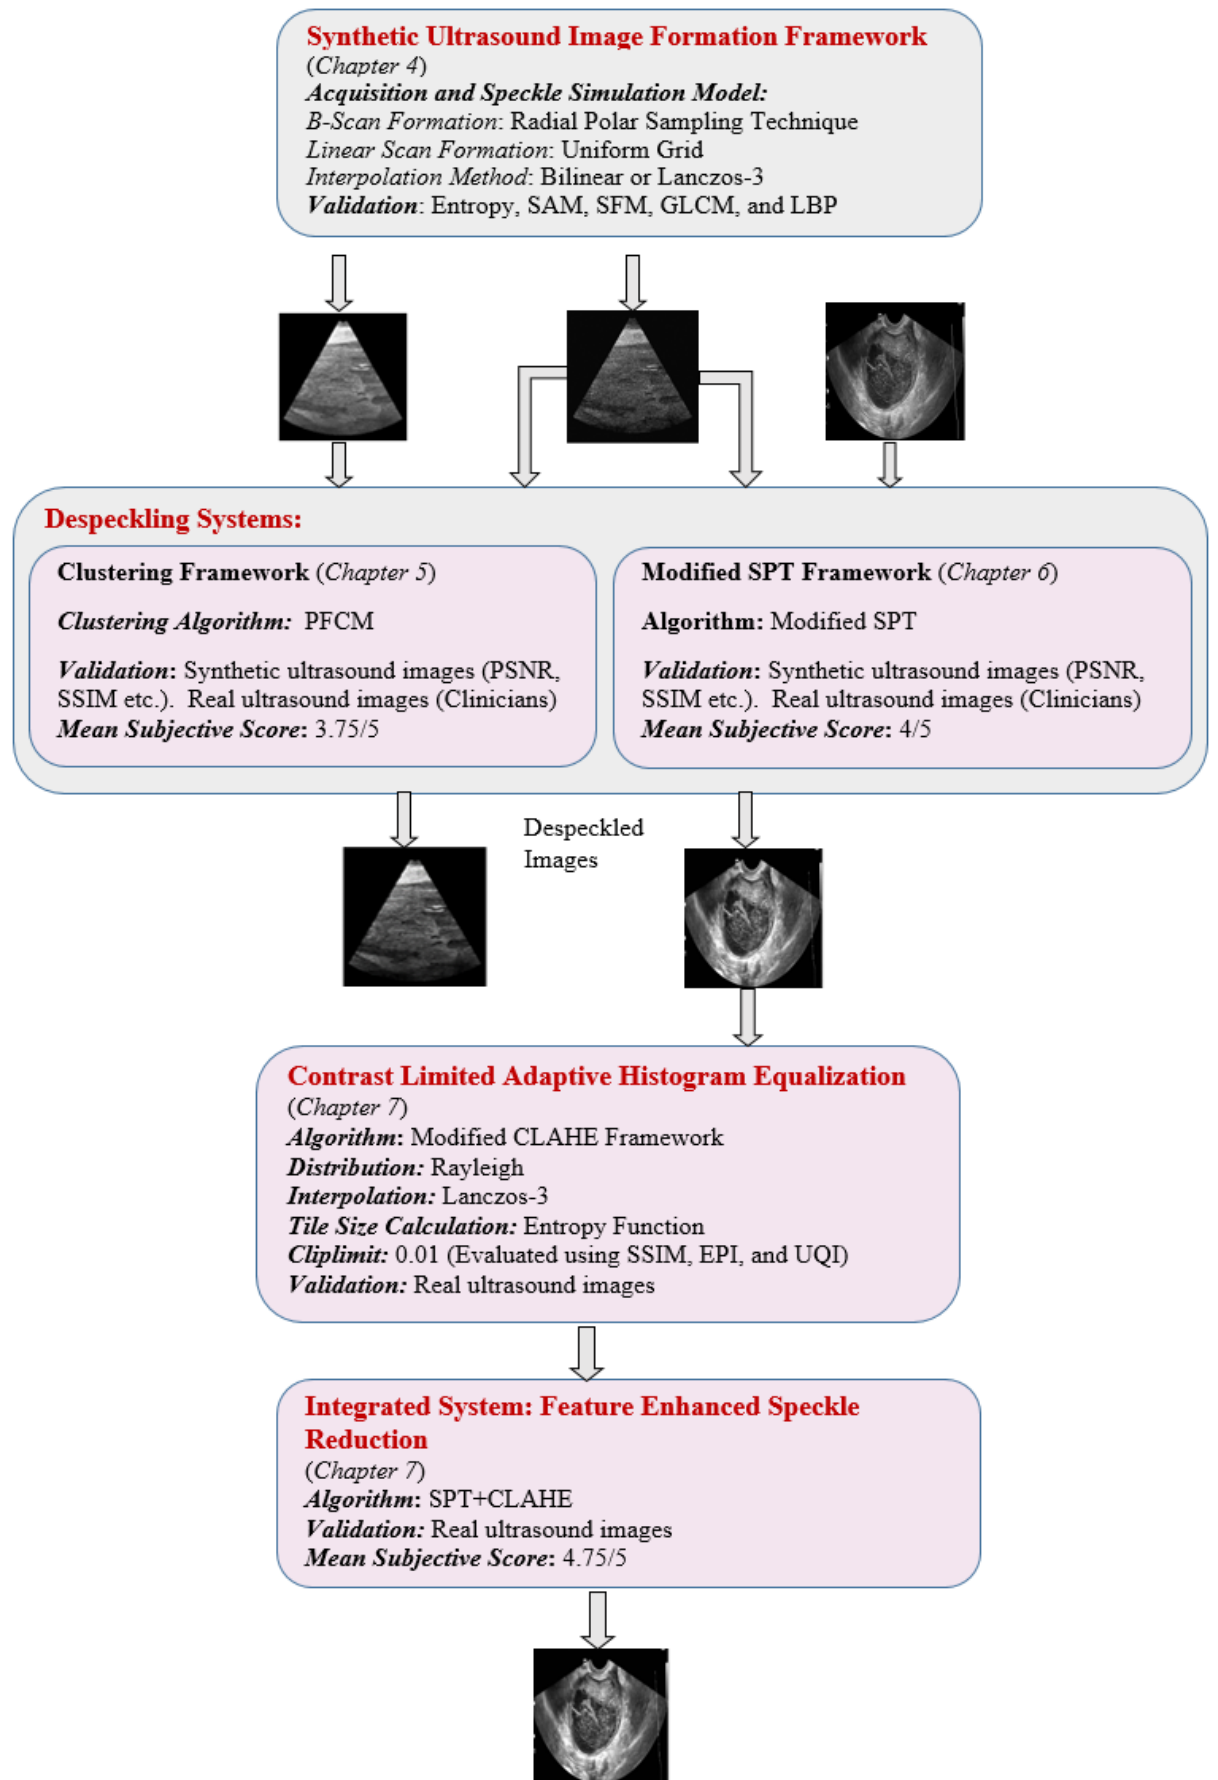 Synthetic Ultrasound Image Formation Framework
(Chapter 4)
Acquisition and Speckle Simulation Model:
B-Scan Formation: Radial Polar Sampling Technique
Linear Scan Formation: Uniform Grid
Interpolation Method: Bilinear or Lanczos-3
Validation: Entropy, SAM, SFM, GLCM, and LBP
Despeckling Systems:
Clustering Framework (Chapter 5)
Clustering Algorithm: PFCM
Validation: Synthetic ultrasound images (PSNR,
SSIM etc.). Real ultrasound images (Clinicians)
Mean Subjective Score: 3.75/5
Modified SPT Framework (Chapter 6)
Algorithm: Modified SPT
Validation: Synthetic ultrasound images (PSNR,
SSIM etc.). Real ultrasound images (Clinicians)
Mean Subjective Score: 4/5
Despeckled
Images
Contrast Limited Adaptive Histogram Equalization
(Chapter 7)
Algorithm: Modified CLAHE Framework
Distribution: Rayleigh
Interpolation: Lanczos-3
Tile Size Calculation: Entropy Function
Cliplimit: 0.01 (Evaluated using SSIM, EPI, and UQI)
Validation: Real ultrasound images
Integrated System: Feature Enhanced Speckle
Reduction
(Chapter 7)
Algorithm: SPT+CLAHE
Validation: Real ultrasound images
Mean Subjective Score: 4.75/5